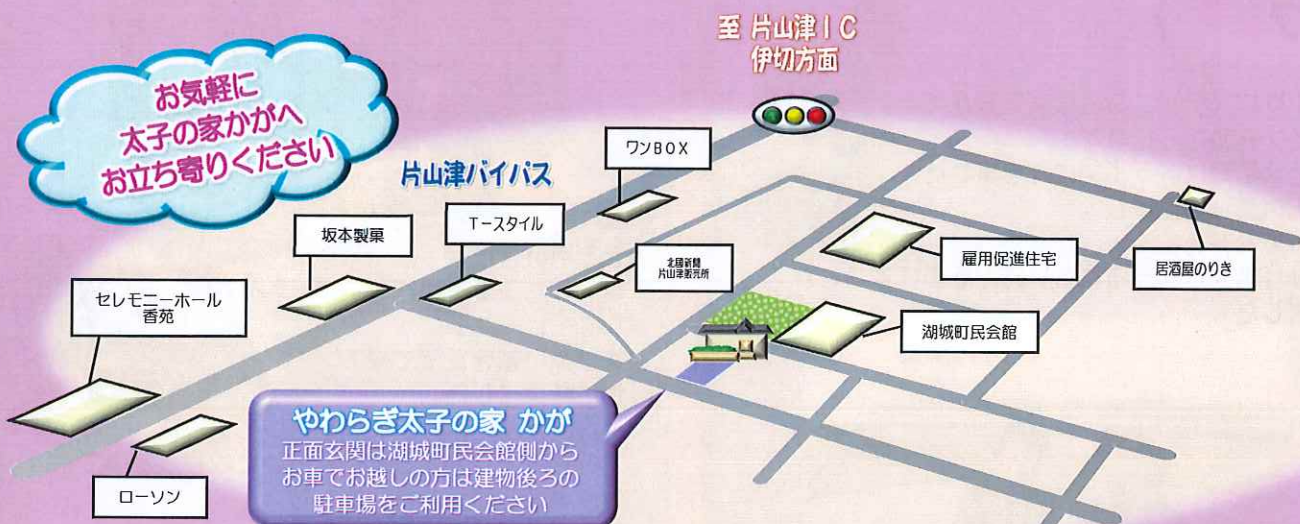 至 片山津IC
伊切方面
お気軽に
太子の家かがへ
お立ち寄りください
片山津バイパス
ワンBOX
Tースタイル
坂本製菓
北國新聞
片山津販売所
雇用促進住宅
居酒屋のりき
セレモニーホール
香苑
湖城町民会館
やわらぎ太子の家 かが
正面玄関は湖城町民会館側から
お車でお越しの方は建物後ろの
駐車場をご利用ください
ローソン